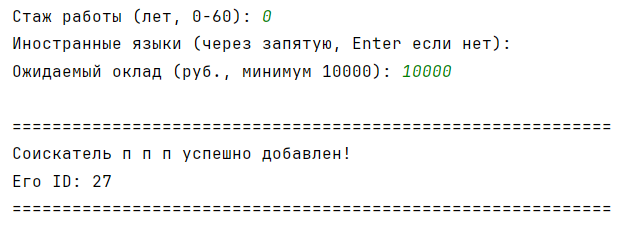 Стаж работы (лет, 0-60): 0
Иностранные языки (через запятую, Enter если нет):
Ожидаемый оклад (руб., минимум 10000): 10000
============================================================
Соискатель п п п успешно добавлен!
Его ID: 27
============================================================